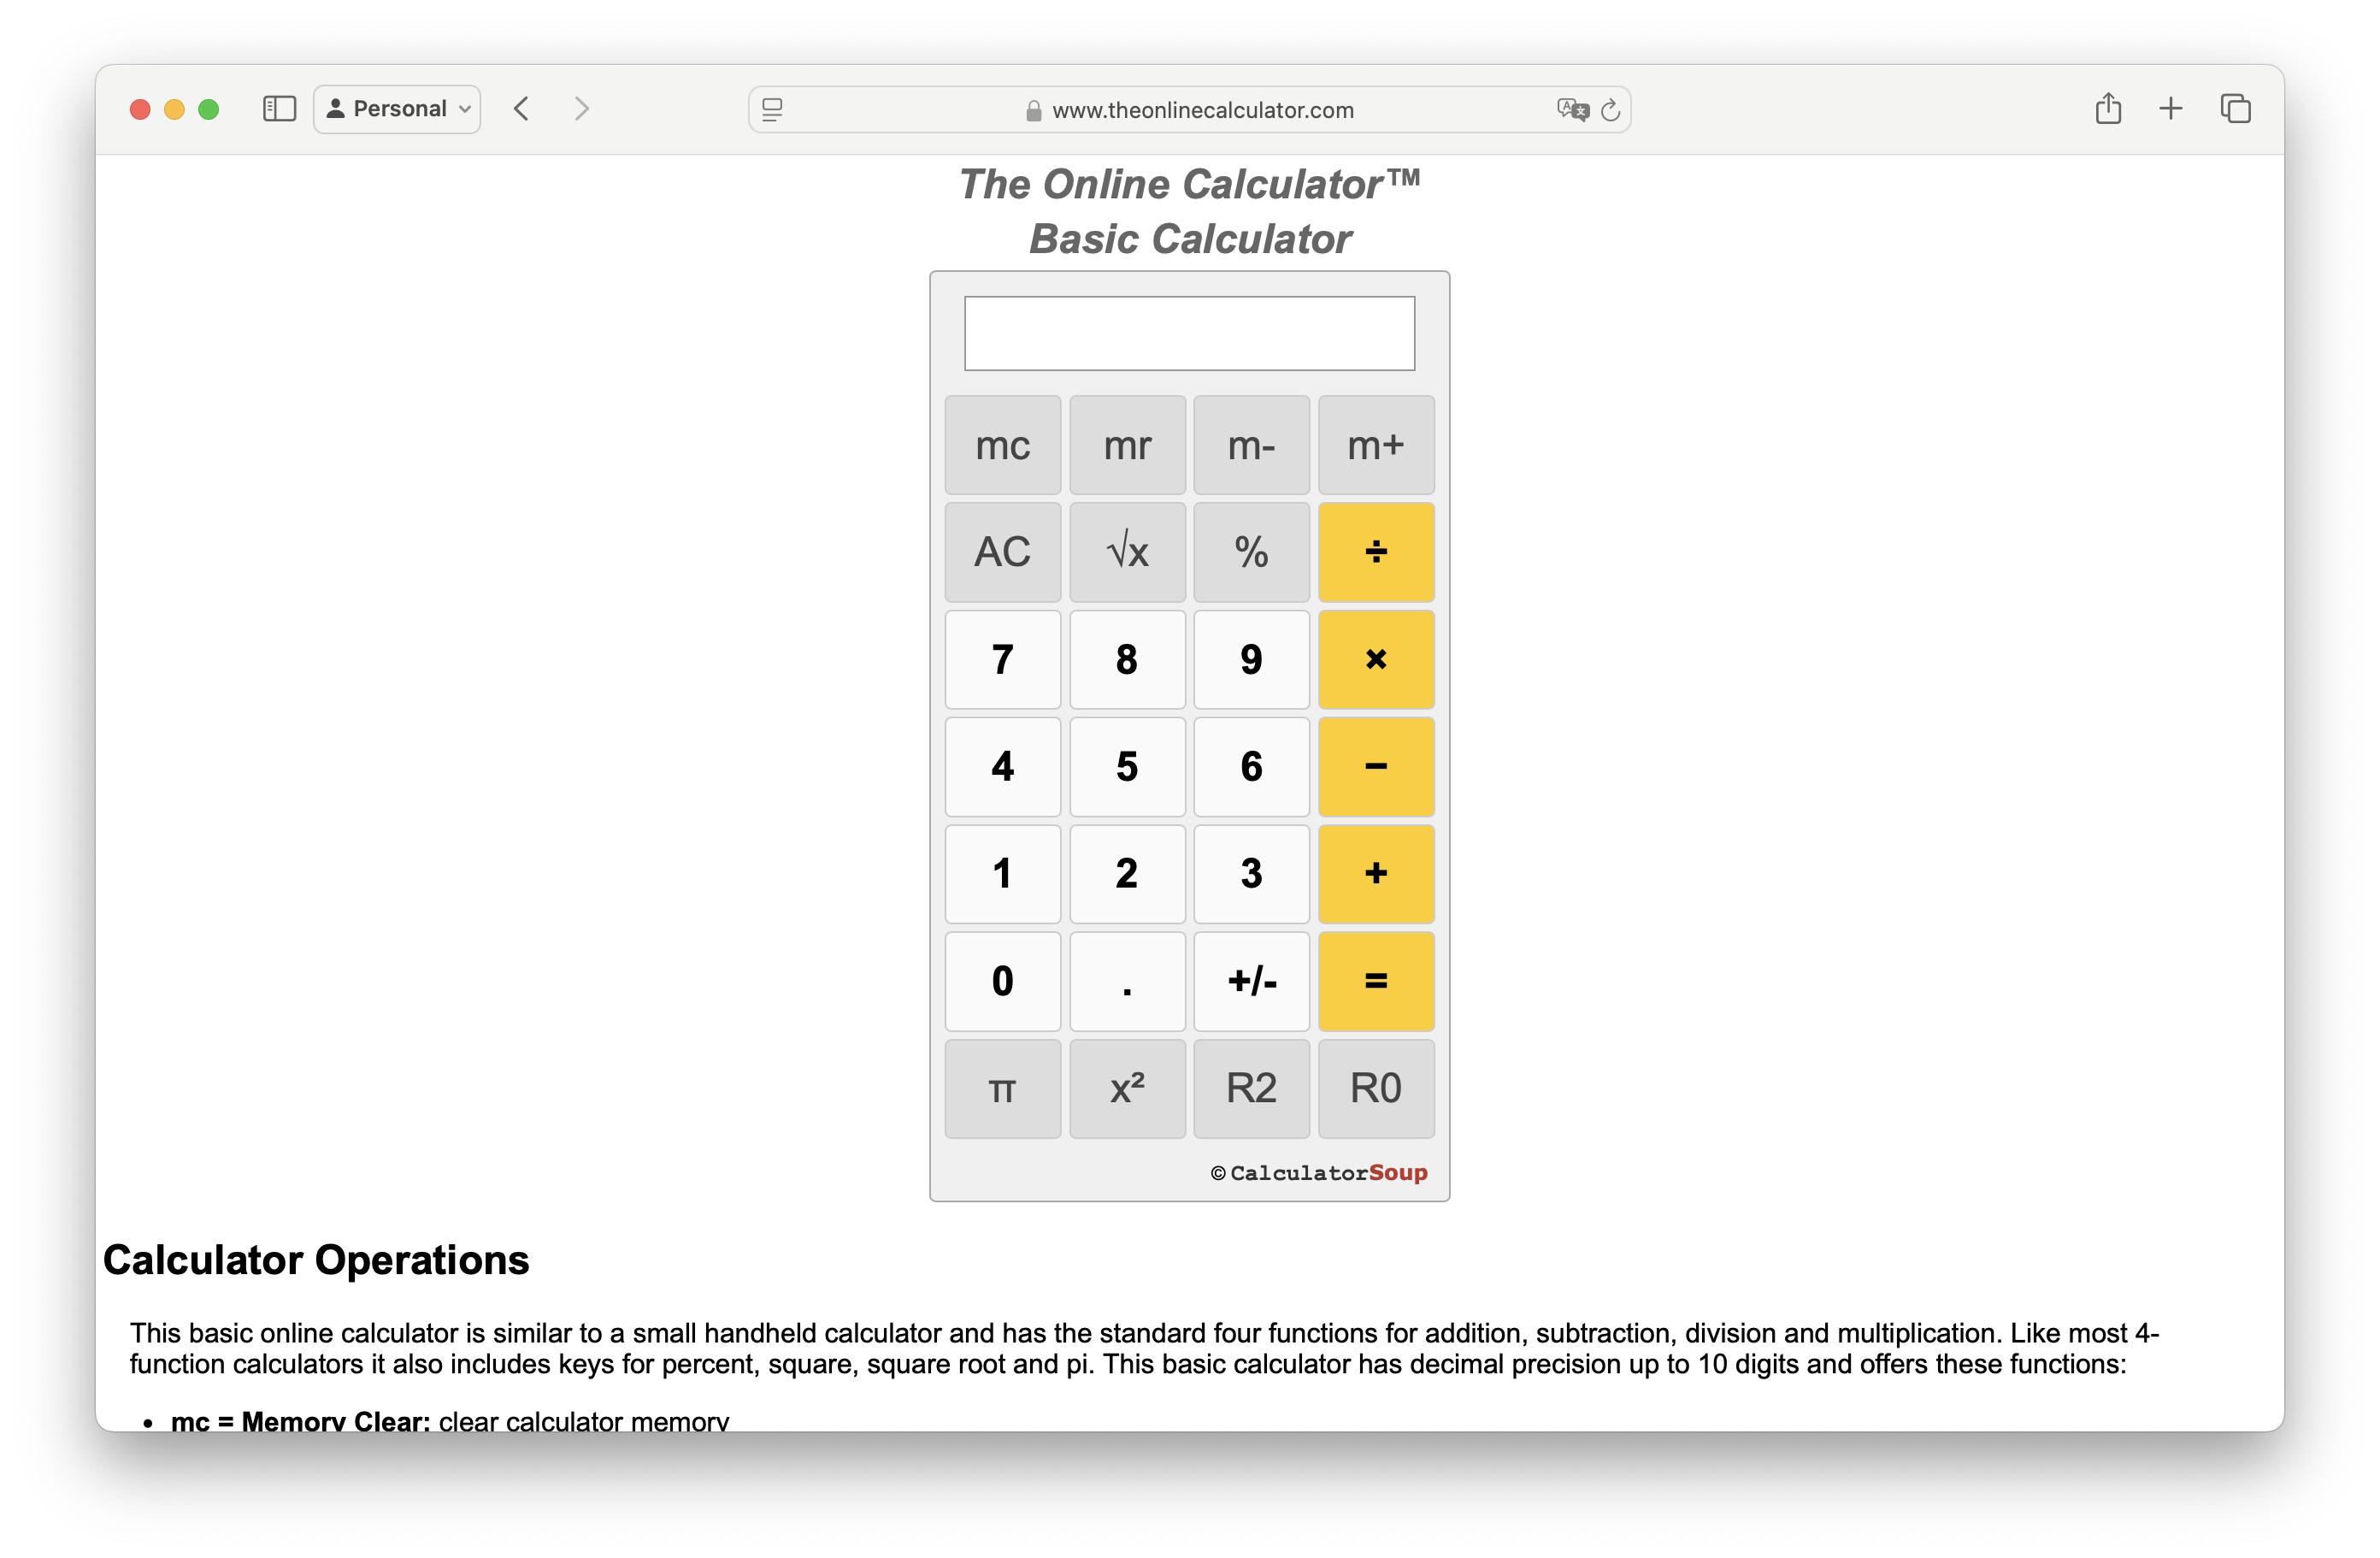 Personal
www.theonlinecalculator.com
The Online Calculator™
Basic Calculator
mc mr m- m+
AC √x % ÷
7 8 9 ×
4 5 6 −
1 2 3 +
0 . +/- =
π x² R2 R0
© CalculatorSoup
Calculator Operations
This basic online calculator is similar to a small handheld calculator and has the standard four functions for addition, subtraction, division and multiplication. Like most 4-
function calculators it also includes keys for percent, square, square root and pi. This basic calculator has decimal precision up to 10 digits and offers these functions:
• mc = Memory Clear: clear calculator memory